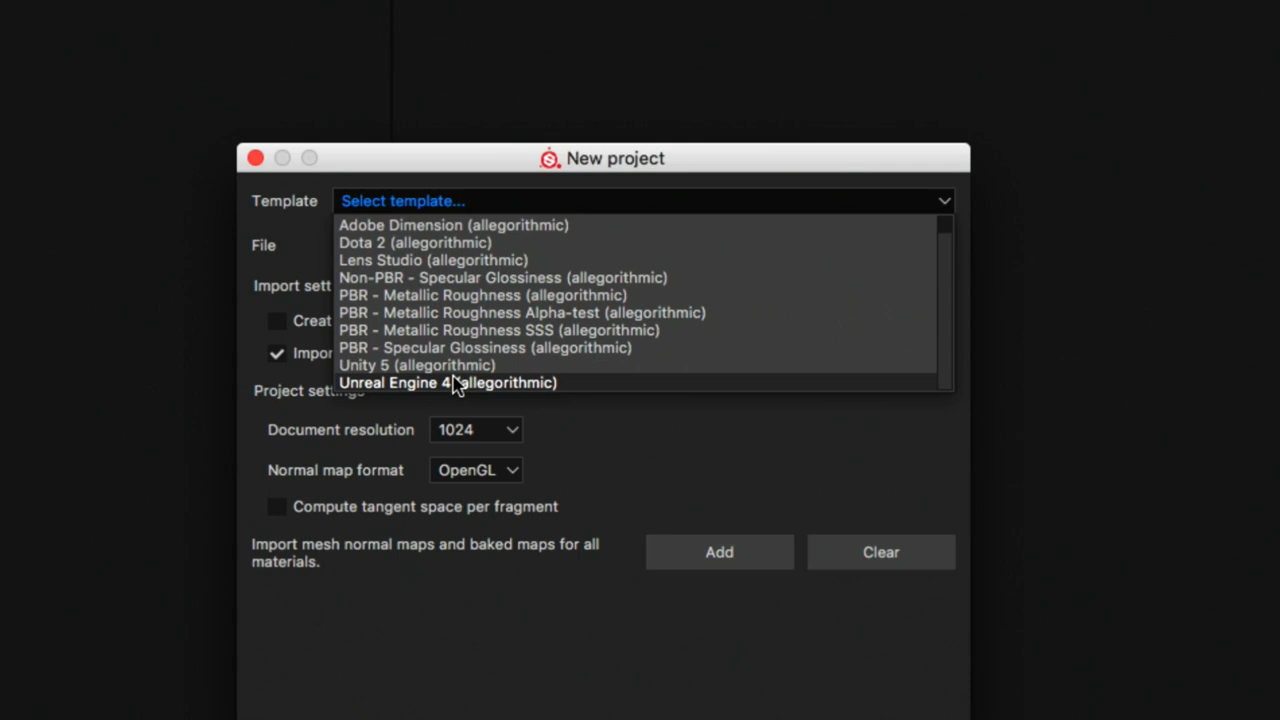 New project
Template
Select template...
Adobe Dimension (allegorithmic)
Dota 2 (allegorithmic)
File
Lens Studio (allegorithmic)
Non-PBR - Specular Glossiness (allegorithmic)
Import sett
PBR - Metallic Roughness (allegorithmic)
PBR - Metallic Roughness Alpha-test (allegorithmic)
Creat
PBR - Metallic Roughness SSS (allegorithmic)
PBR - Specular Glossiness (allegorithmic)
Impor
Unity 5 (allegorithmic)
Unreal Engine 4 (allegorithmic)
Project settings
Document resolution 1024
Normal map format OpenGL
Compute tangent space per fragment
Import mesh normal maps and baked maps for all
materials.
Add
Clear